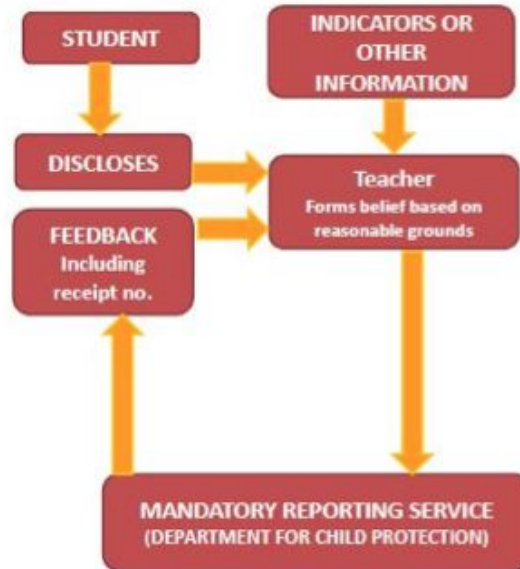 STUDENT
INDICATORS OR
OTHER
INFORMATION
DISCLOSES
Teacher
Forms belief based on
reasonable grounds
FEEDBACK
Including
receipt no.
MANDATORY REPORTING SERVICE
(DEPARTMENT FOR CHILD PROTECTION)